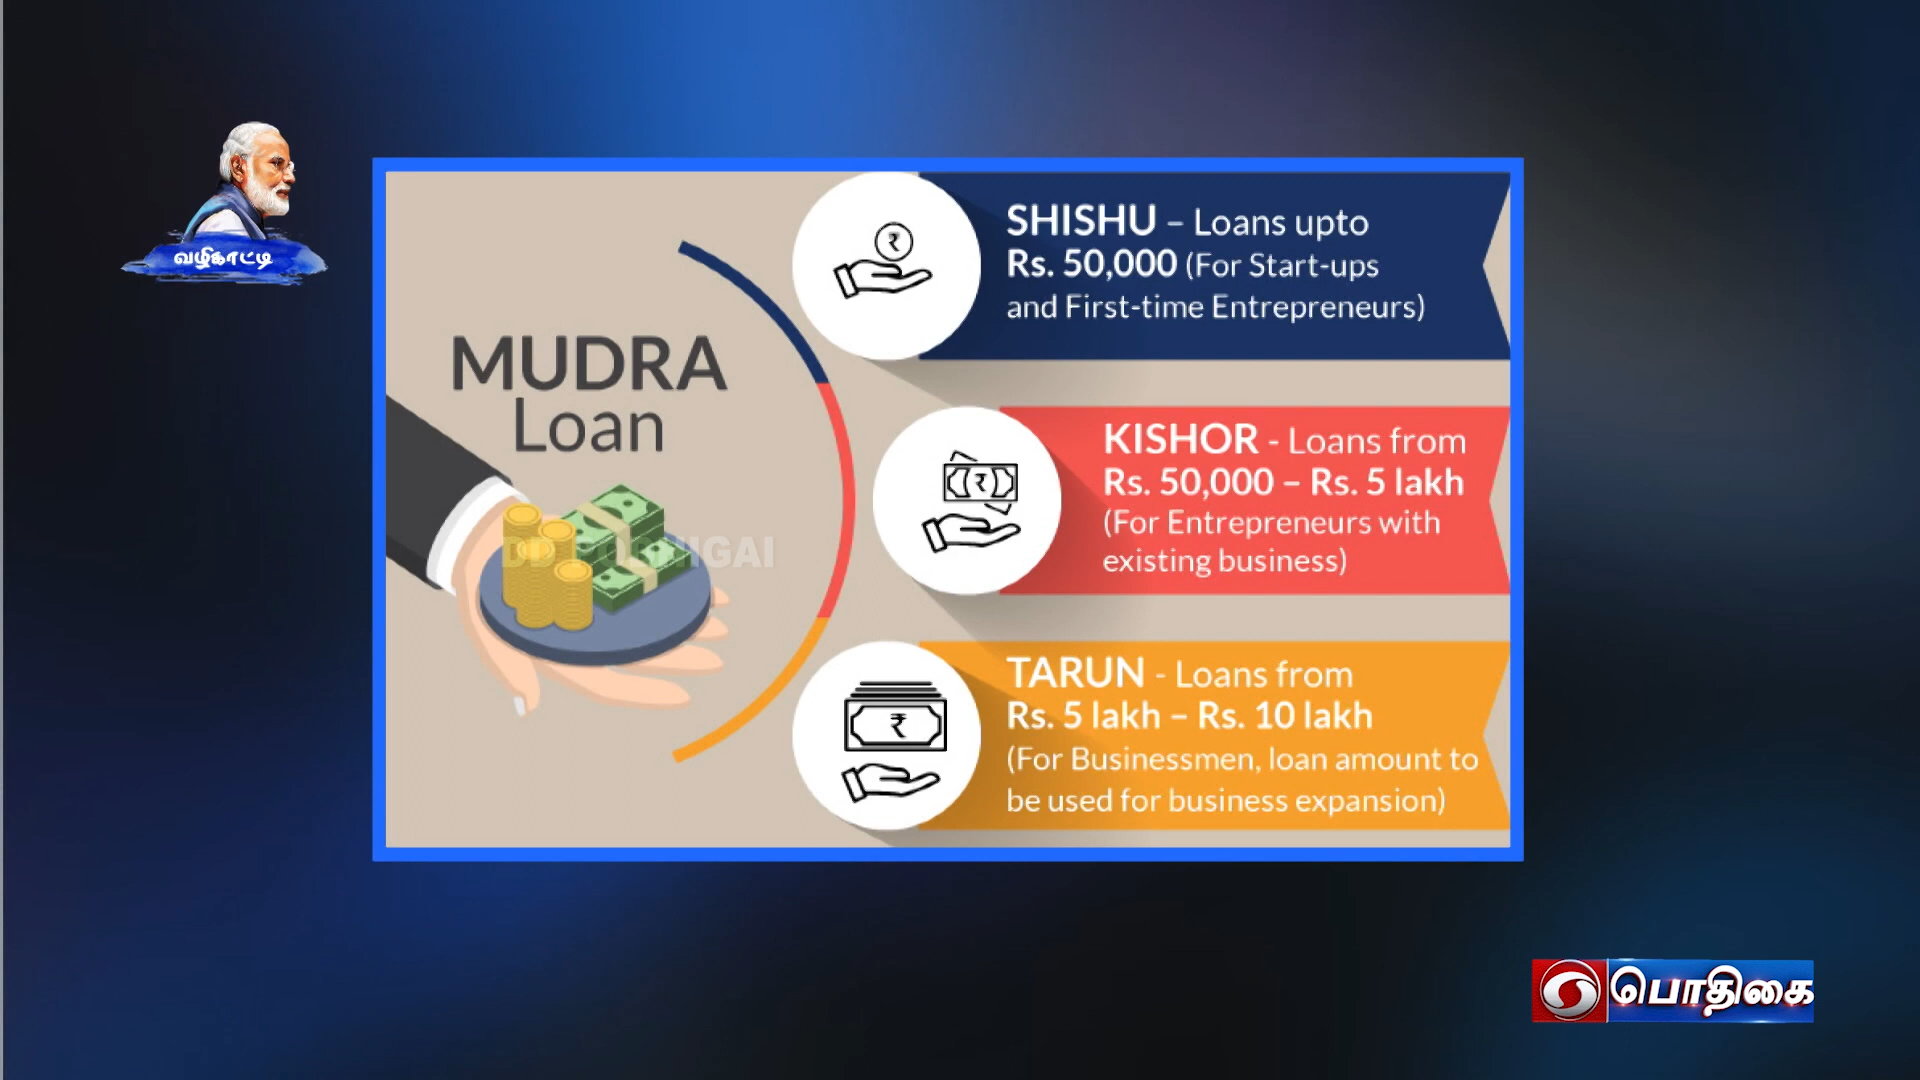 வழிகாட்டி
MUDRA
Loan
DD PODHIGAI
SHISHU – Loans upto
Rs. 50,000 (For Start-ups
and First-time Entrepreneurs)
KISHOR - Loans from
Rs. 50,000 – Rs. 5 lakh
(For Entrepreneurs with
existing business)
TARUN - Loans from
Rs. 5 lakh – Rs. 10 lakh
(For Businessmen, loan amount to
be used for business expansion)
பொதிகை